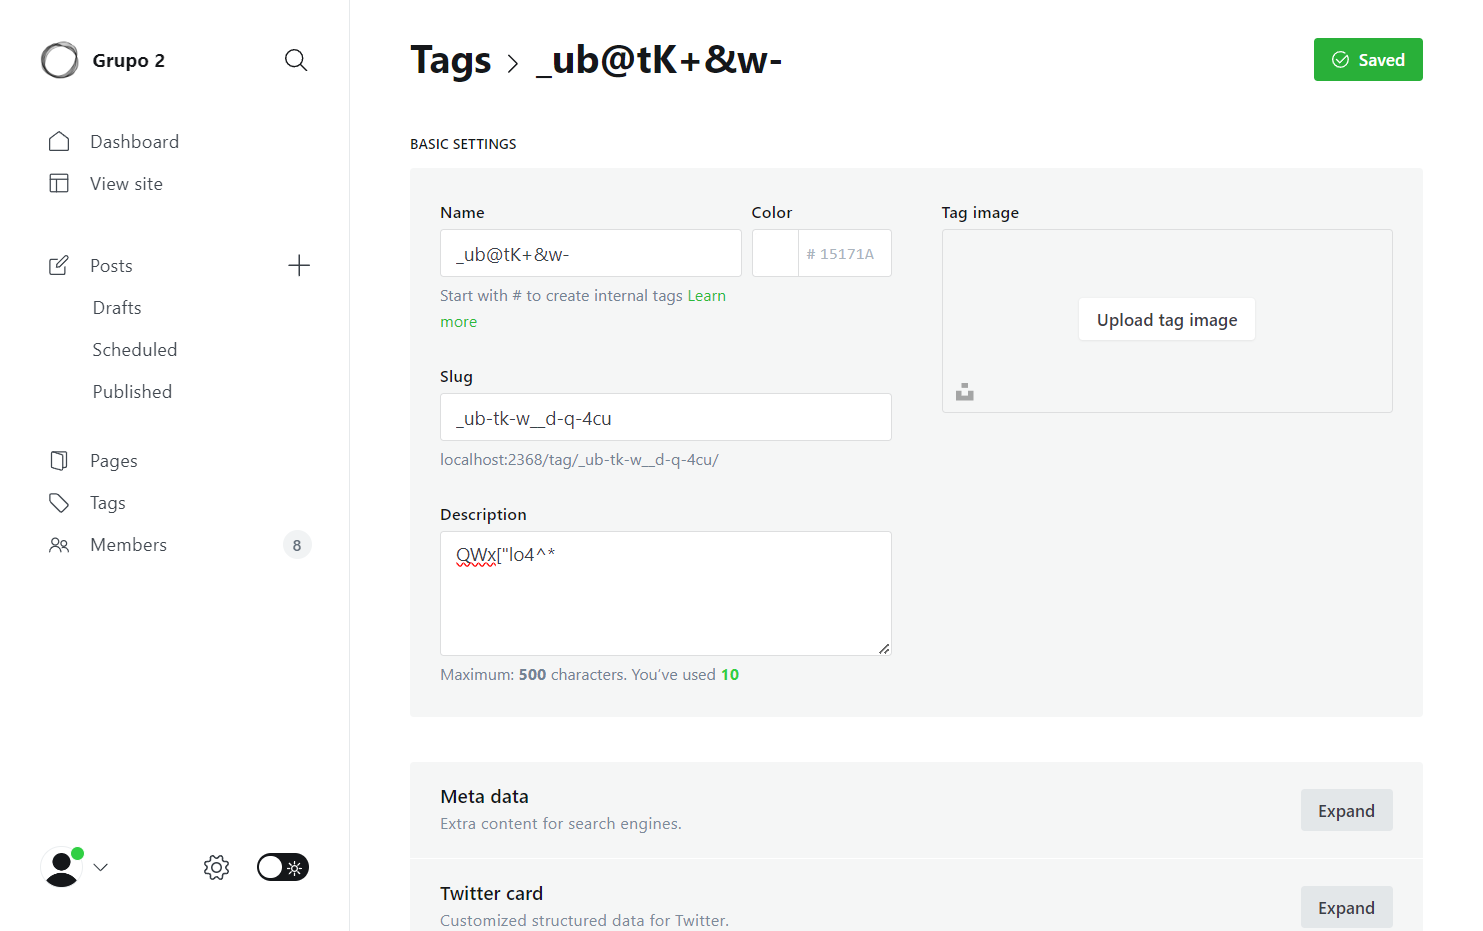 Grupo 2
Dashboard
View site
Posts
Drafts
Scheduled
Published
Pages
Tags
Members
8
Tags > _ub@tK+&w-
Saved
BASIC SETTINGS
Name
Color
Tag image
_ub@tK+&w-
# 15171A
Start with # to create internal tags Learn
more
Upload tag image
Slug
_ub-tk-w__d-q-4cu
localhost:2368/tag/_ub-tk-w__d-q-4cu/
Description
QWx["lo4^*
Maximum: 500 characters. You've used 10
Meta data
Extra content for search engines.
Expand
Twitter card
Customized structured data for Twitter.
Expand